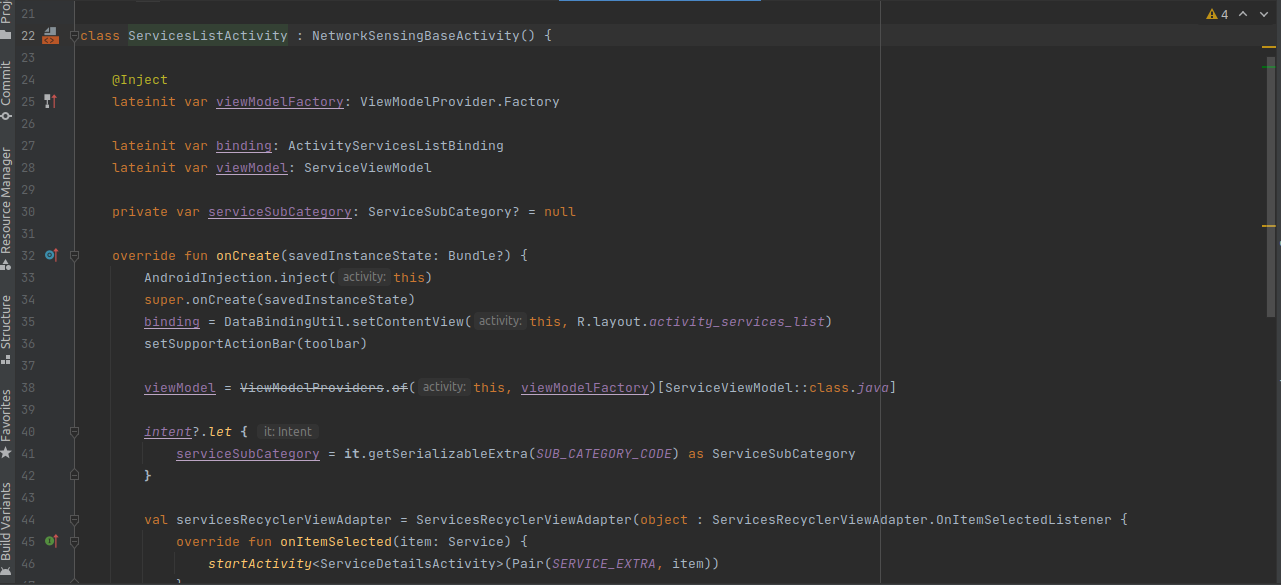 Proj
Commit
Resource Manager
Structure
Favorites
Build Variants
4
21
22 class ServicesListActivity : NetworkSensingBaseActivity() {
23
24 @Inject
25 lateinit var viewModelFactory: ViewModelProvider.Factory
26
27 lateinit var binding: ActivityServicesListBinding
28 lateinit var viewModel: ServiceViewModel
29
30 private var serviceSubCategory: ServiceSubCategory? = null
31
32 override fun onCreate(savedInstanceState: Bundle?) {
33 AndroidInjection.inject( activity: this)
34 super.onCreate(savedInstanceState)
35 binding = DataBindingUtil.setContentView( activity: this, R.layout.activity_services_list)
36 setSupportActionBar(toolbar)
37
38 viewModel = ViewModelProviders.of( activity: this, viewModelFactory)[ServiceViewModel::class.java]
39
40 intent?.let { it: Intent
41 serviceSubCategory = it.getSerializableExtra(SUB_CATEGORY_CODE) as ServiceSubCategory
42 }
43
44 val servicesRecyclerViewAdapter = ServicesRecyclerViewAdapter(object : ServicesRecyclerViewAdapter.OnItemSelectedListener {
45 override fun onItemSelected(item: Service) {
46 startActivity<ServiceDetailsActivity>(Pair(SERVICE_EXTRA, item))